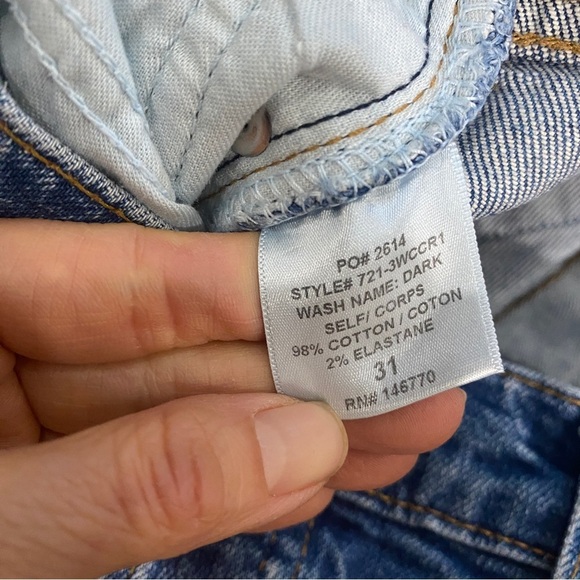 PO# 2614
STYLE# 721-3WCCR1
WASH NAME: DARK
SELF/ CORPS
98% COTTON / COTON
2% ELASTANE
31
RN# 146770